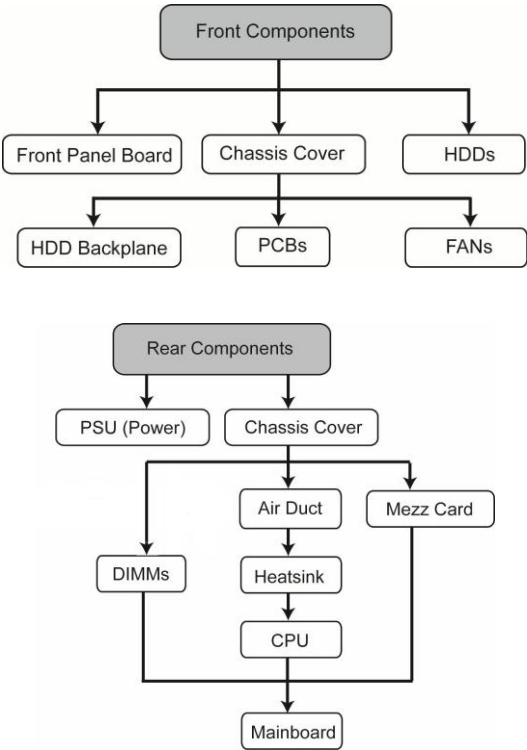 Front Components
Front Panel Board
Chassis Cover
HDDs
HDD Backplane
PCBs
FANs
Rear Components
PSU (Power)
Chassis Cover
Air Duct
Mezz Card
DIMMs
Heatsink
CPU
Mainboard